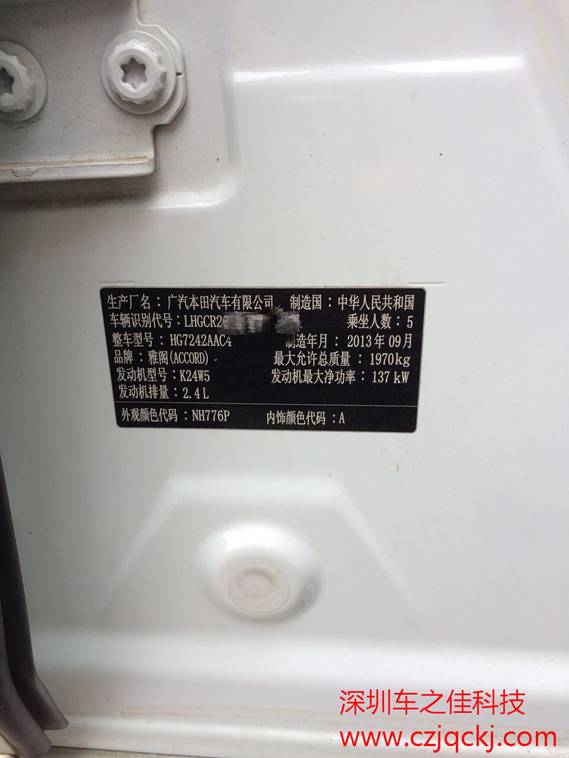 生产厂名：广汽本田汽车有限公司 制造国：中华人民共和国
车辆识别代号：LHGCR2 乘坐人数：5
整车型号：HG7242AAC4 制造年月：2013年09月
品牌：雅阁(ACCORD) 最大允许总质量：1970kg
发动机型号：K24W5 发动机最大净功率：137kW
发动机排量：2.4L
外观颜色代码：NH776P 内饰颜色代码：A
深圳车之佳科技
www.czjqckj.com